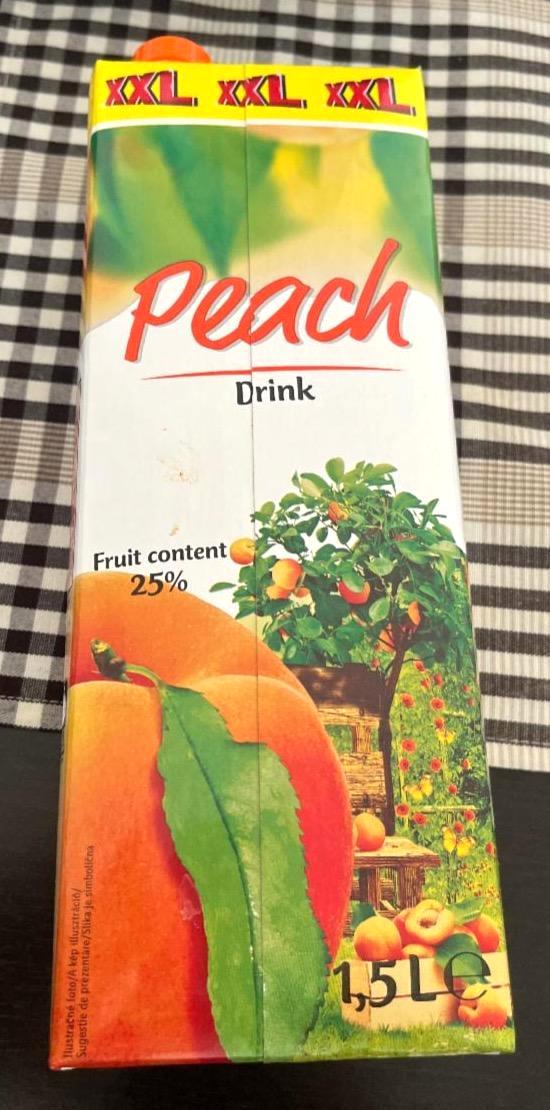 XXL XXL XXL
Peach
Drink
Fruit content
25%
Ilustračné foto/A kép illusztráció/
Sugestie de prezentare/Slika je simbolična
1,5 L e